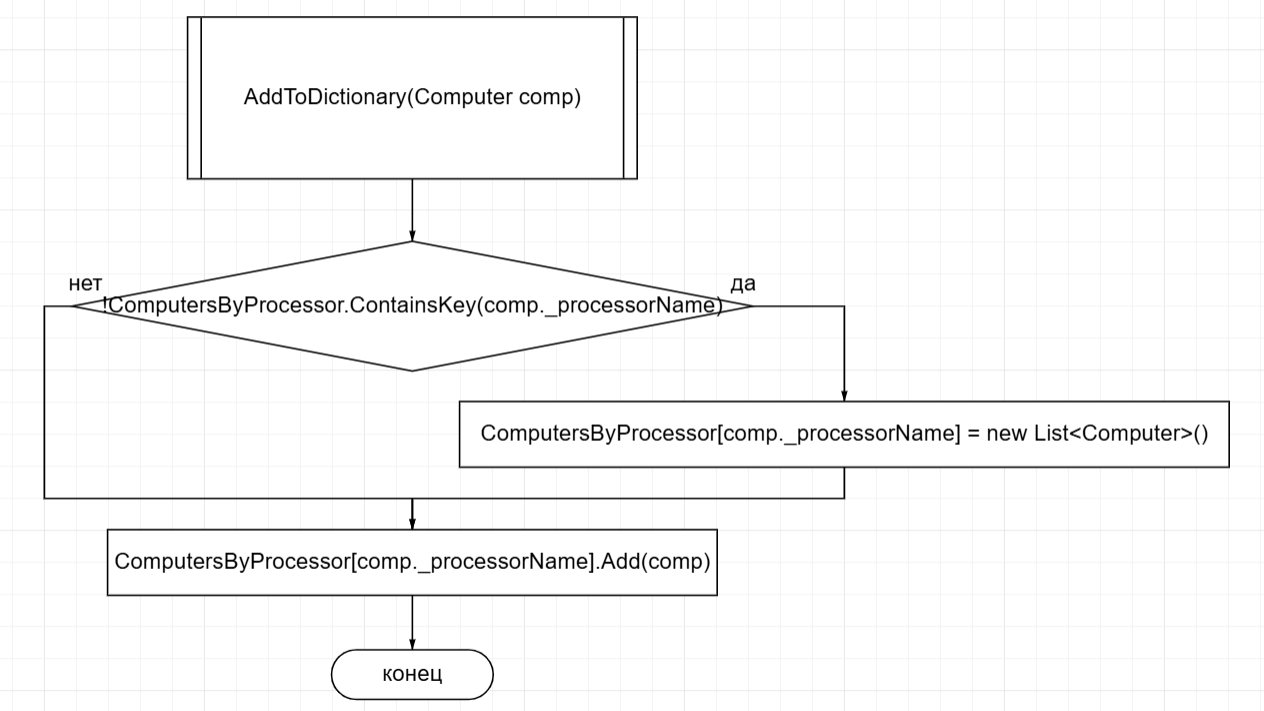 AddToDictionary(Computer comp)
нет
да
!ComputersByProcessor.ContainsKey(comp._processorName)
ComputersByProcessor[comp._processorName] = new List<Computer>()
ComputersByProcessor[comp._processorName].Add(comp)
конец